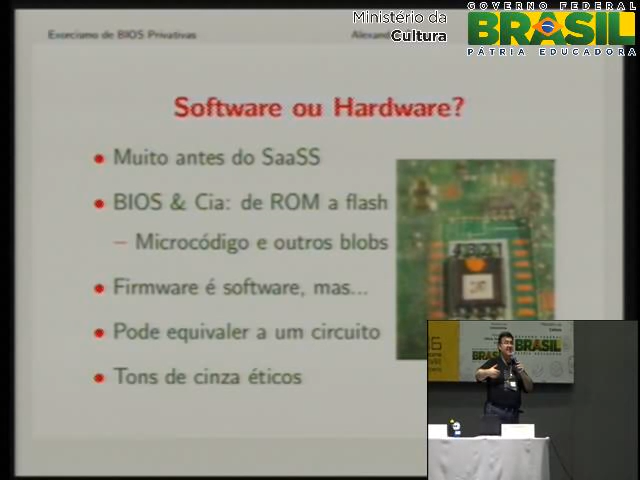 Exorcismo de BIOS Privativas
Ministério da
Cultura
GOVERNO FEDERAL
BRASIL
PÁTRIA EDUCADORA
Software ou Hardware?
Muito antes do SaaSS
BIOS & Cia: de ROM a flash
– Microcódigo e outros blobs
Firmware é software, mas...
Pode equivaler a um circuito
Tons de cinza éticos
BRASIL
BRASIL